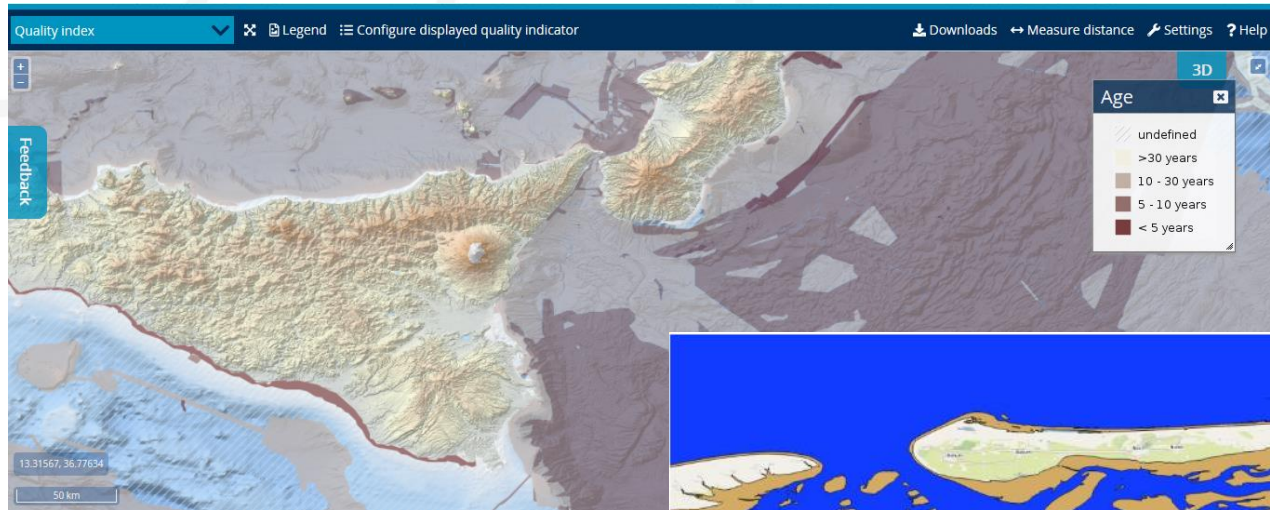 Quality index
Legend
Configure displayed quality indicator
Downloads
Measure distance
Settings
? Help
+
−
3D
Age
undefined
>30 years
10 - 30 years
5 - 10 years
< 5 years
Feedback
13.31567, 36.77634
50 km